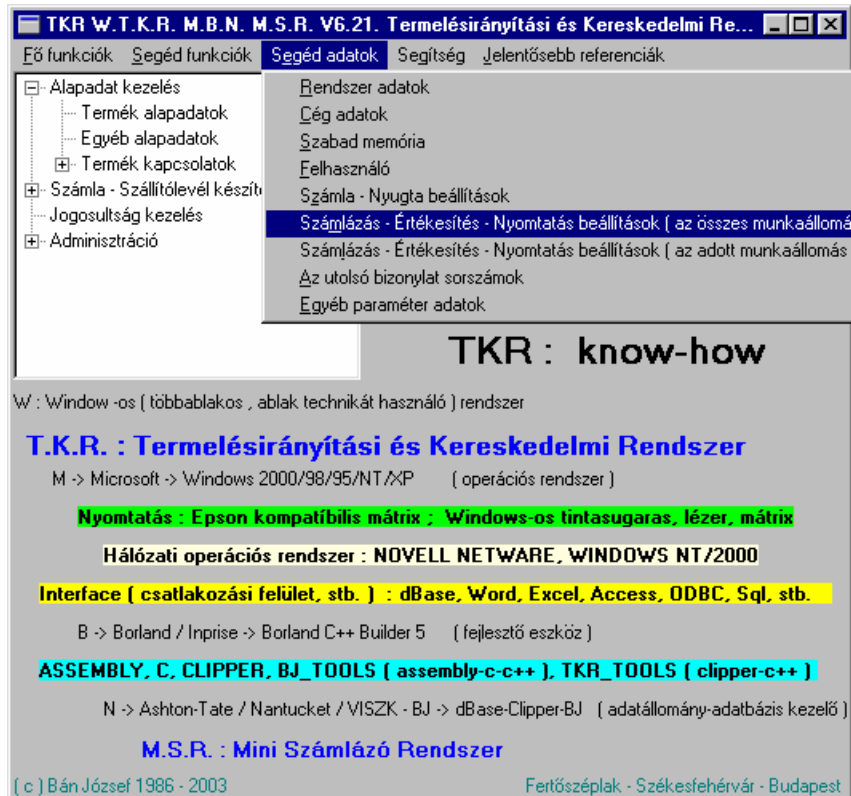 TKR W.T.K.R. M.B.N. M.S.R. V6.21. Termelésirányítási és Kereskedelmi Re...
Fő funkciók Segéd funkciók Segéd adatok Segítség Jelentősebb referenciák
Alapadat kezelés
Termék alapadatok
Egyéb alapadatok
Termék kapcsolatok
Számla - Szállítólevél készít
Jogosultság kezelés
Adminisztráció
Rendszer adatok
Cég adatok
Szabad memória
Felhasználó
Számla - Nyugta beállítások
Számlázás - Értékesítés - Nyomtatás beállítások ( az összes munkaállomá
Számlázás - Értékesítés - Nyomtatás beállítások ( az adott munkaállomás
Az utolsó bizonylat sorszámok
Egyéb paraméter adatok
TKR : know-how
W : Window -os ( többablakos , ablak technikát használó ) rendszer
T.K.R. : Termelésirányítási és Kereskedelmi Rendszer
M -> Microsoft -> Windows 2000/98/95/NT/XP ( operációs rendszer )
Nyomtatás : Epson kompatíbilis mátrix ; Windows-os tintasugaras, lézer, mátrix
Hálózati operációs rendszer : NOVELL NETWARE, WINDOWS NT/2000
Interface ( csatlakozási felület, stb. ) : dBase, Word, Excel, Access, ODBC, Sql, stb.
B -> Borland / Inprise -> Borland C++ Builder 5 ( fejlesztő eszköz )
ASSEMBLY, C, CLIPPER, BJ_TOOLS ( assembly-c-c++ ), TKR_TOOLS ( clipper-c++ )
N -> Ashton-Tate / Nantucket / VISZK - BJ -> dBase-Clipper-BJ ( adatállomány-adatbázis kezelő )
M.S.R. : Mini Számlázó Rendszer
( c ) Bán József 1986 - 2003 Fertőszéplak - Székesfehérvár - Budapest